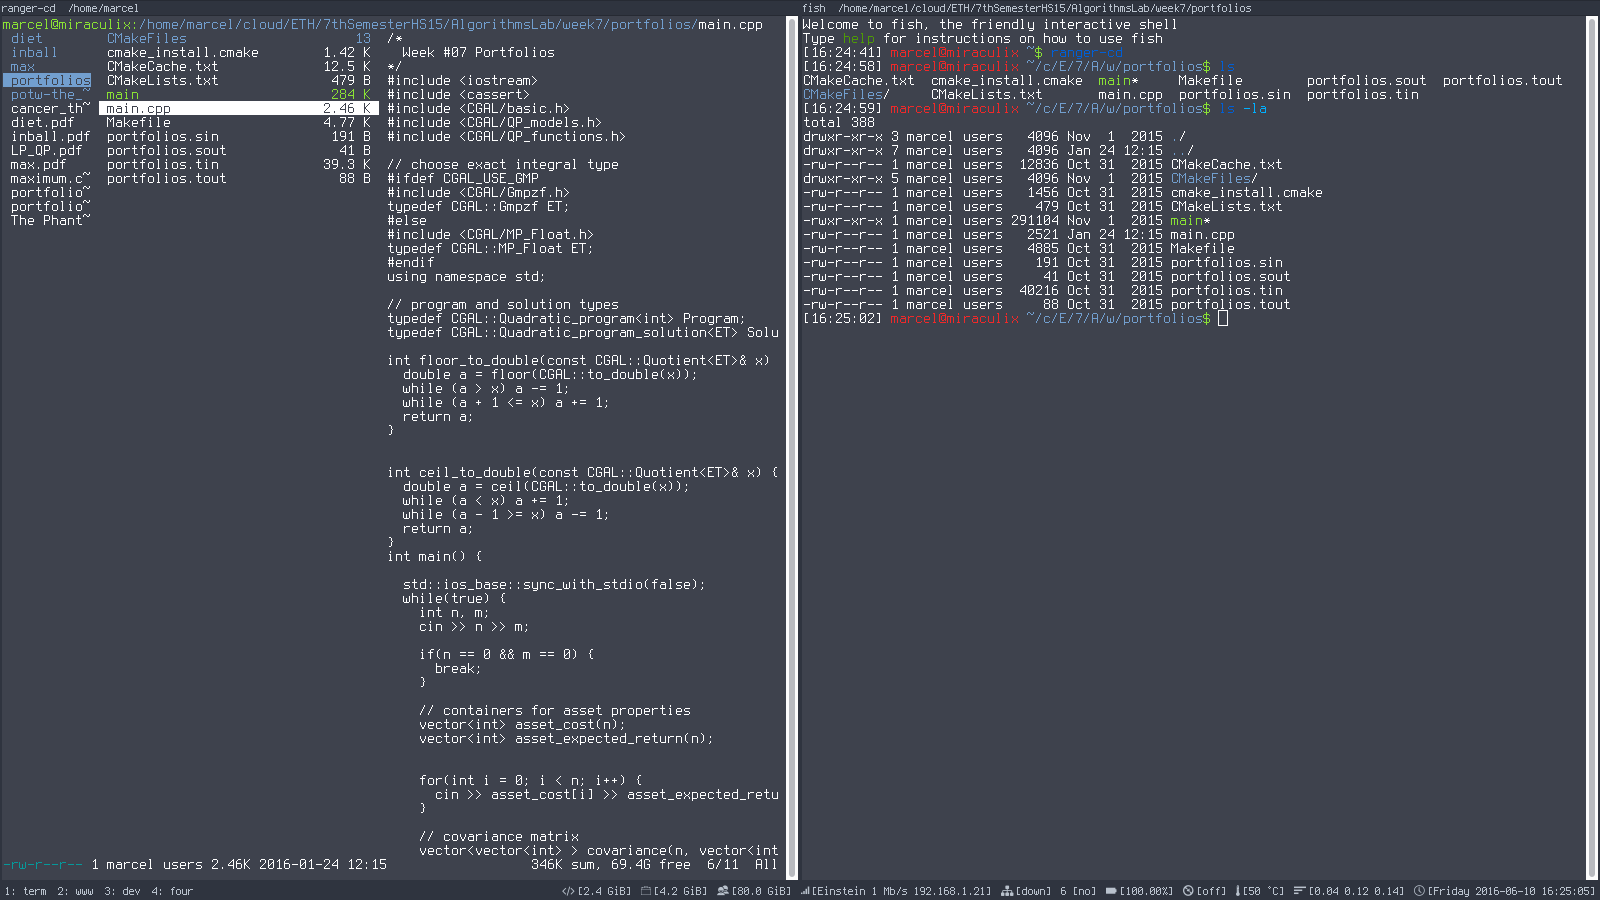 ranger-cd  /home/marcel
marcel@miraculix:/home/marcel/cloud/ETH/7thSemesterHS15/AlgorithmsLab/week7/portfolios/main.cpp
diet
inball
max
portfolios
potw-the_~
cancer_th~
diet.pdf
inball.pdf
LP_QP.pdf
max.pdf
maximum.c~
portfolio~
portfolio~
The Phant~
CMakeFiles 13
cmake_install.cmake 1.42 K
CMakeCache.txt 12.5 K
CMakeLists.txt 479 B
main 284 K
main.cpp 2.46 K
Makefile 4.77 K
portfolios.sin 191 B
portfolios.sout 41 B
portfolios.tin 39.3 K
portfolios.tout 88 B
/*
  Week #07 Portfolios
*/
#include <iostream>
#include <cassert>
#include <CGAL/basic.h>
#include <CGAL/QP_models.h>
#include <CGAL/QP_functions.h>

// choose exact integral type
#ifdef CGAL_USE_GMP
#include <CGAL/Gmpzf.h>
typedef CGAL::Gmpzf ET;
#else
#include <CGAL/MP_Float.h>
typedef CGAL::MP_Float ET;
#endif
using namespace std;

// program and solution types
typedef CGAL::Quadratic_program<int> Program;
typedef CGAL::Quadratic_program_solution<ET> Solu

int floor_to_double(const CGAL::Quotient<ET>& x)
  double a = floor(CGAL::to_double(x));
  while (a > x) a -= 1;
  while (a + 1 <= x) a += 1;
  return a;
}

int ceil_to_double(const CGAL::Quotient<ET>& x) {
  double a = ceil(CGAL::to_double(x));
  while (a < x) a += 1;
  while (a - 1 >= x) a -= 1;
  return a;
}
int main() {

  std::ios_base::sync_with_stdio(false);
  while(true) {
    int n, m;
    cin >> n >> m;

    if(n == 0 && m == 0) {
      break;
    }

    // containers for asset properties
    vector<int> asset_cost(n);
    vector<int> asset_expected_return(n);

    for(int i = 0; i < n; i++) {
      cin >> asset_cost[i] >> asset_expected_retu
    }

    // covariance matrix
    vector<vector<int> > covariance(n, vector<int
-rw-r--r-- 1 marcel users 2.46K 2016-01-24 12:15 346K sum, 69.4G free  6/11  All
fish  /home/marcel/cloud/ETH/7thSemesterHS15/AlgorithmsLab/week7/portfolios
Welcome to fish, the friendly interactive shell
Type help for instructions on how to use fish
[16:24:41] marcel@miraculix ~$ ranger-cd
[16:24:58] marcel@miraculix ~/c/E/7/A/w/portfolios$ ls
CMakeCache.txt  cmake_install.cmake  main*     Makefile        portfolios.sout  portfolios.tout
CMakeFiles/     CMakeLists.txt       main.cpp  portfolios.sin  portfolios.tin
[16:24:59] marcel@miraculix ~/c/E/7/A/w/portfolios$ ls -la
total 388
drwxr-xr-x 3 marcel users   4096 Nov  1  2015 ./
drwxr-xr-x 7 marcel users   4096 Jan 24 12:15 ../
-rw-r--r-- 1 marcel users  12836 Oct 31  2015 CMakeCache.txt
drwxr-xr-x 5 marcel users   4096 Nov  1  2015 CMakeFiles/
-rw-r--r-- 1 marcel users   1456 Oct 31  2015 cmake_install.cmake
-rw-r--r-- 1 marcel users    479 Oct 31  2015 CMakeLists.txt
-rwxr-xr-x 1 marcel users 291104 Nov  1  2015 main*
-rw-r--r-- 1 marcel users   2521 Jan 24 12:15 main.cpp
-rw-r--r-- 1 marcel users   4885 Oct 31  2015 Makefile
-rw-r--r-- 1 marcel users    191 Oct 31  2015 portfolios.sin
-rw-r--r-- 1 marcel users     41 Oct 31  2015 portfolios.sout
-rw-r--r-- 1 marcel users  40216 Oct 31  2015 portfolios.tin
-rw-r--r-- 1 marcel users     88 Oct 31  2015 portfolios.tout
[16:25:02] marcel@miraculix ~/c/E/7/A/w/portfolios$
1: term  2: www  3: dev  4: four
[2.4 GiB] [4.2 GiB] [80.0 GiB] [Einstein 1 Mb/s 192.168.1.21] [down] 6 [no] [100.00%] [off] [50 °C] [0.04 0.12 0.14] [Friday 2016-06-10 16:25:05]